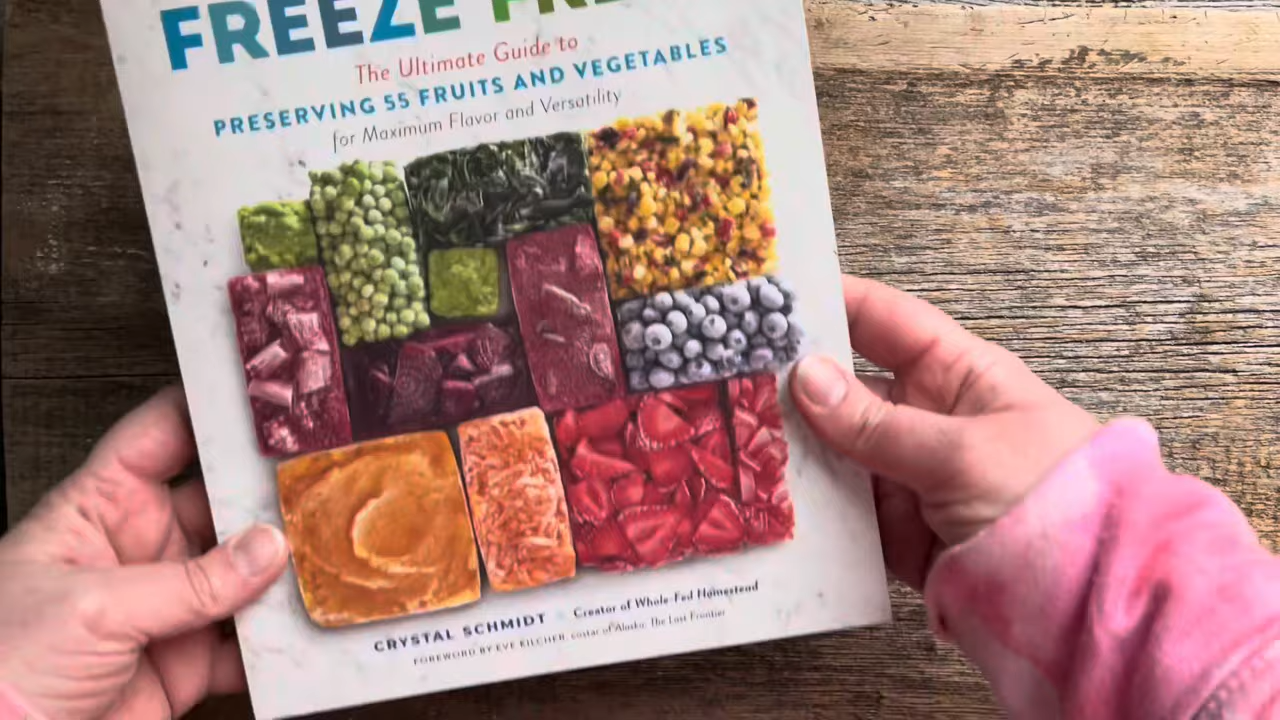 FREEZE FRE
The Ultimate Guide to
PRESERVING 55 FRUITS AND VEGETABLES
for Maximum Flavor and Versatility
CRYSTAL SCHMIDT Creator of Whole-Fed Homestead
FOREWORD BY EVE KILCHER, costar of Alaska: The Last Frontier